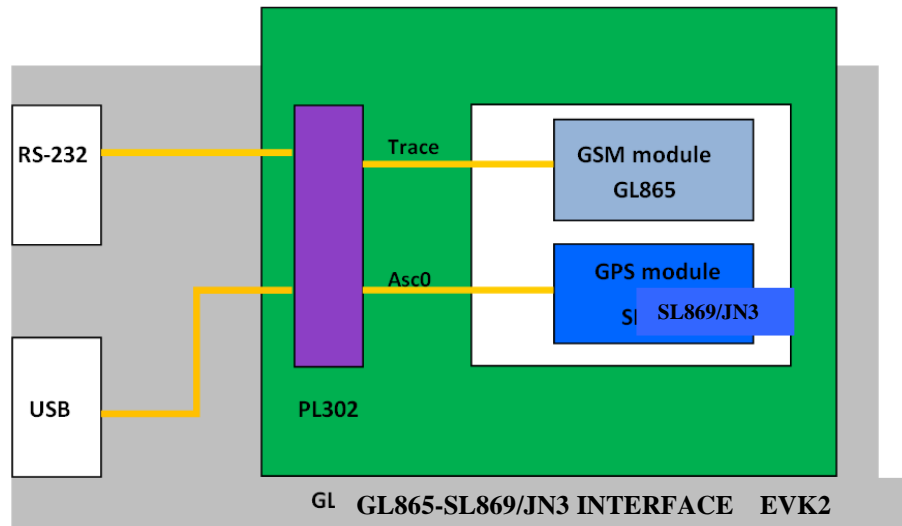 RS-232
Trace
GSM module
GL865
GPS module
Asc0
SL869/JN3
USB
PL302
GL GL865-SL869/JN3 INTERFACE EVK2